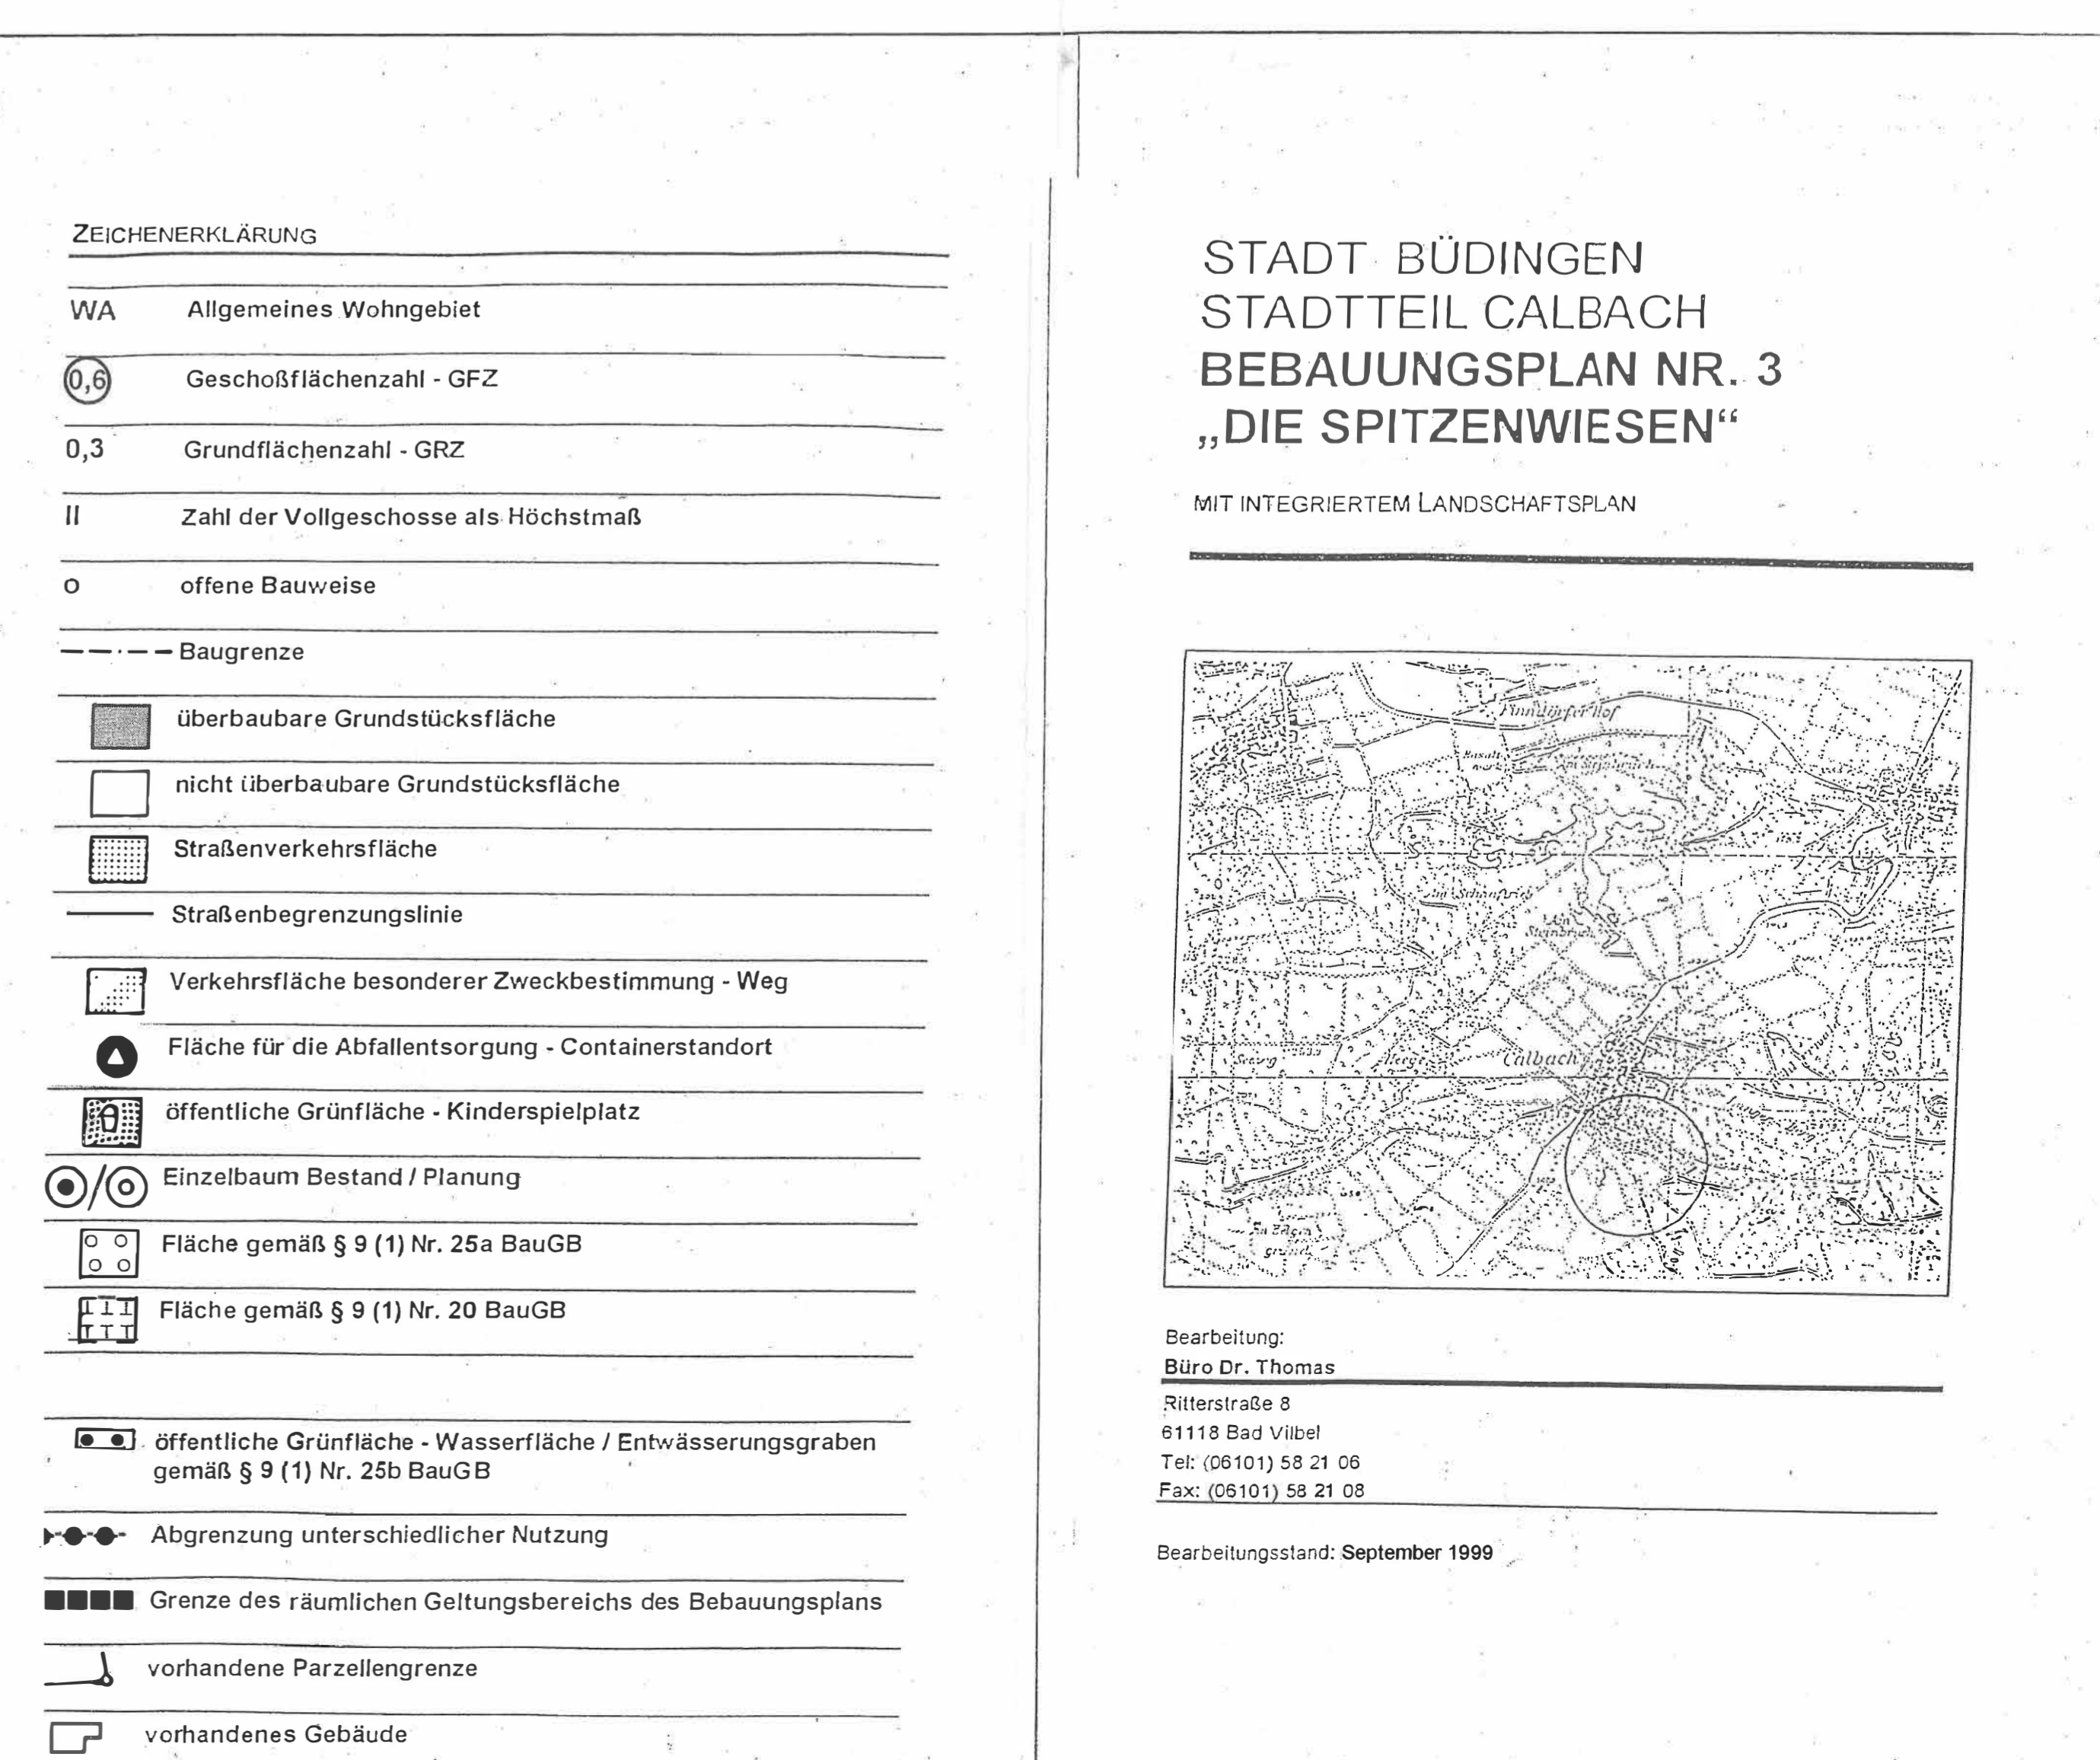 ZEICHENERKLÄRUNG
WA Allgemeines Wohngebiet
0,6 Geschoßflächenzahl - GFZ
0,3 Grundflächenzahl - GRZ
II Zahl der Vollgeschosse als Höchstmaß
o offene Bauweise
Baugrenze
überbaubare Grundstücksfläche
nicht überbaubare Grundstücksfläche
Straßenverkehrsfläche
Straßenbegrenzungslinie
Verkehrsfläche besonderer Zweckbestimmung - Weg
Fläche für die Abfallentsorgung - Containerstandort
öffentliche Grünfläche - Kinderspielplatz
Einzelbaum Bestand / Planung
Fläche gemäß § 9 (1) Nr. 25a BauGB
Fläche gemäß § 9 (1) Nr. 20 BauGB
öffentliche Grünfläche - Wasserfläche / Entwässerungsgraben
gemäß § 9 (1) Nr. 25b BauGB
Abgrenzung unterschiedlicher Nutzung
Grenze des räumlichen Geltungsbereichs des Bebauungsplans
vorhandene Parzellengrenze
vorhandenes Gebäude
STADT BÜDINGEN
STADTTEIL CALBACH
BEBAUUNGSPLAN NR. 3
„DIE SPITZENWIESEN“
MIT INTEGRIERTEM LANDSCHAFTSPLAN
Steinbruch
Calbach
Bearbeitung:
Büro Dr. Thomas
Ritterstraße 8
61118 Bad Vilbel
Tel: (06101) 58 21 06
Fax: (06101) 58 21 08
Bearbeitungsstand: September 1999